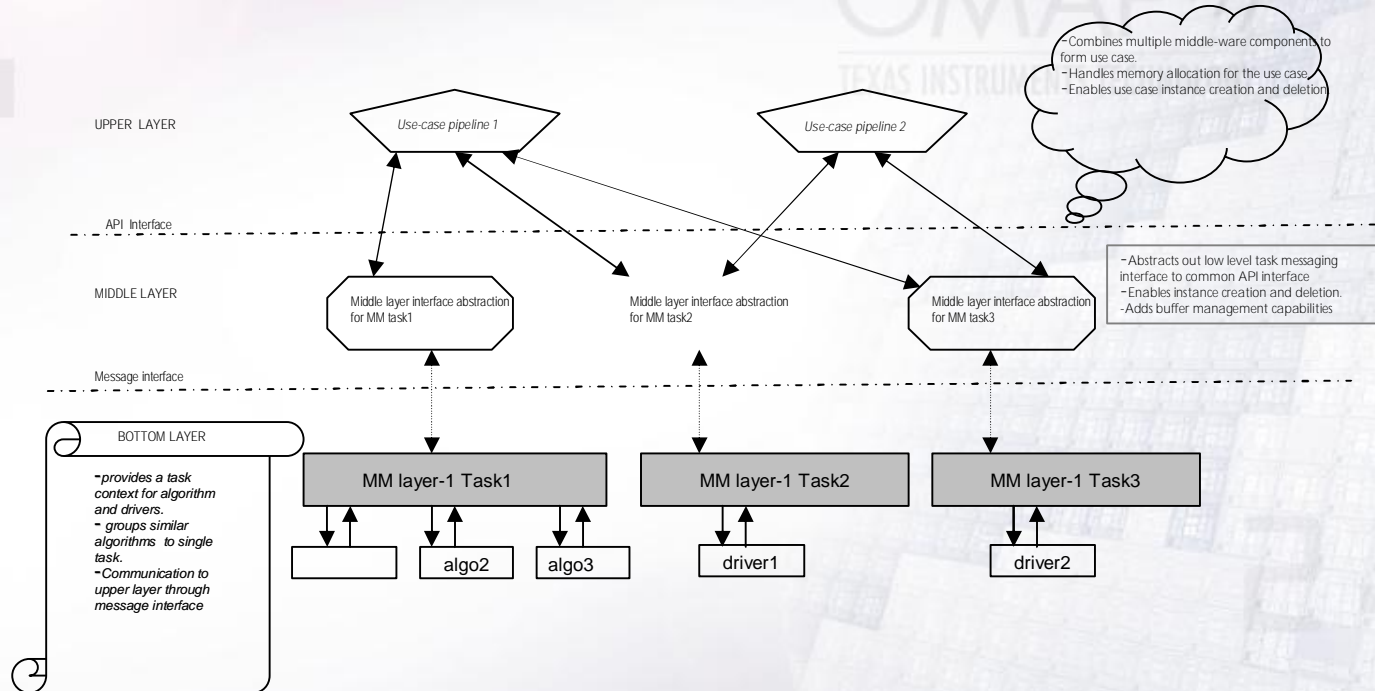 OMAP
TEXAS INSTRUM
-Combines multiple middle-ware components to
form use case.
-Handles memory allocation for the use case
-Enables use case instance creation and deletion
UPPER LAYER
Use-case pipeline 1
Use-case pipeline 2
API Interface
MIDDLE LAYER
Middle layer interface abstraction
for MM task1
Middle layer interface abstraction
for MM task2
Middle layer interface abstraction
for MM task3
-Abstracts out low level task messaging
interface to common API interface
-Enables instance creation and deletion.
-Adds buffer management capabilities
Message interface
BOTTOM LAYER
-provides a task
context for algorithm
and drivers.
- groups similar
algorithms to single
task.
-Communication to
upper layer through
message interface
MM layer-1 Task1
MM layer-1 Task2
MM layer-1 Task3
algo2
algo3
driver1
driver2